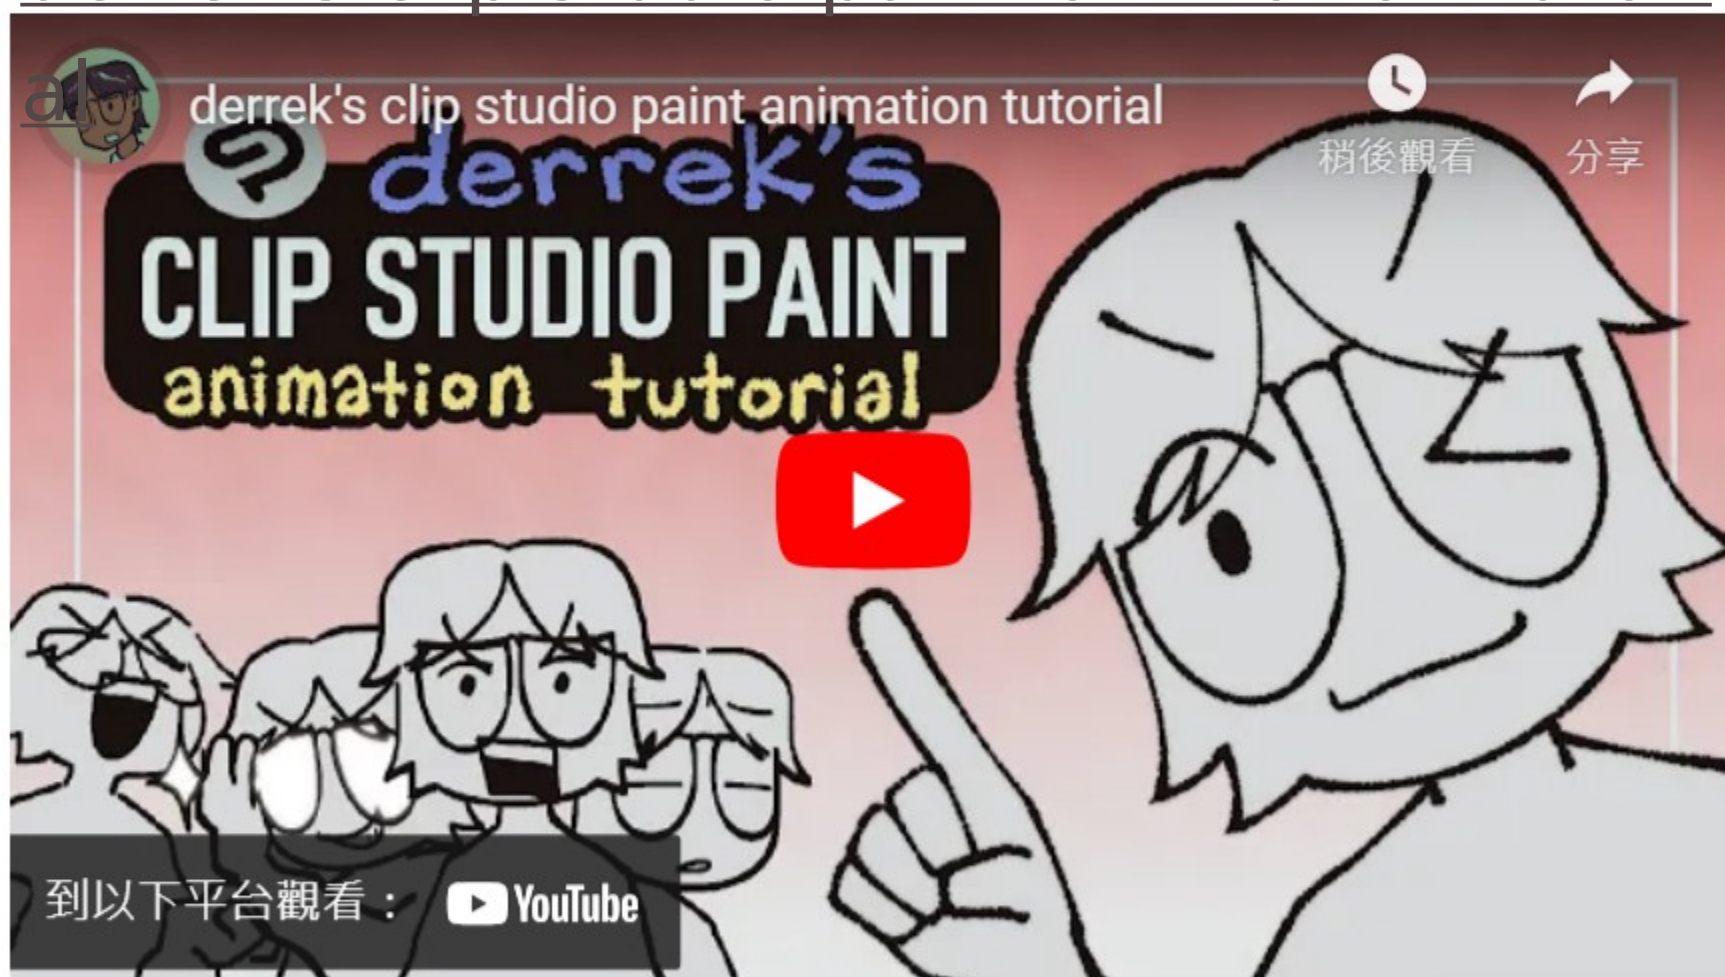 al
derrek's clip studio paint animation tutorial
稍後觀看
分享
derrek's
CLIP STUDIO PAINT
animation tutorial
到以下平台觀看：
YouTube